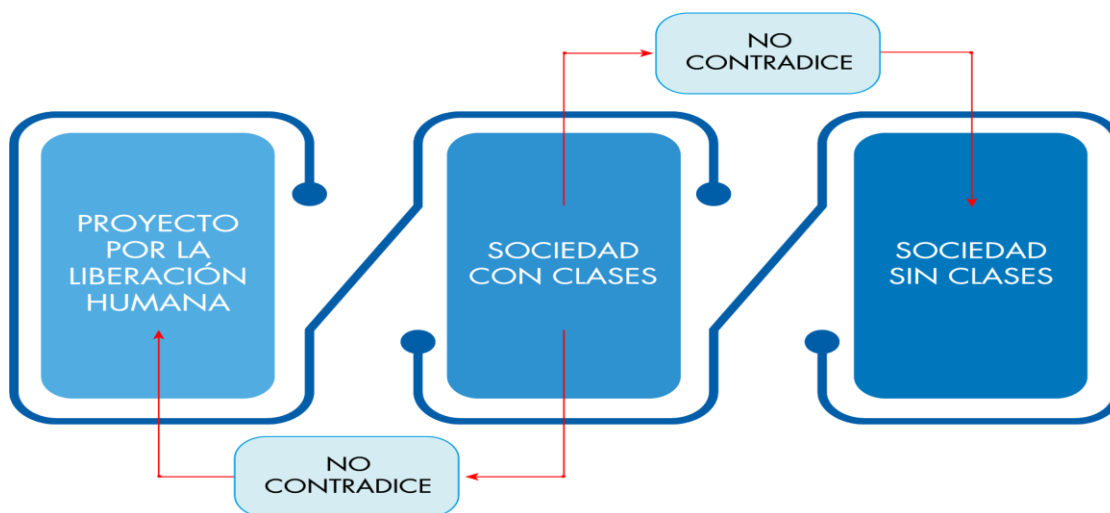 NO
CONTRADICE
PROYECTO
POR LA
LIBERACIÓN
HUMANA
SOCIEDAD
CON CLASES
SOCIEDAD
SIN CLASES
NO
CONTRADICE